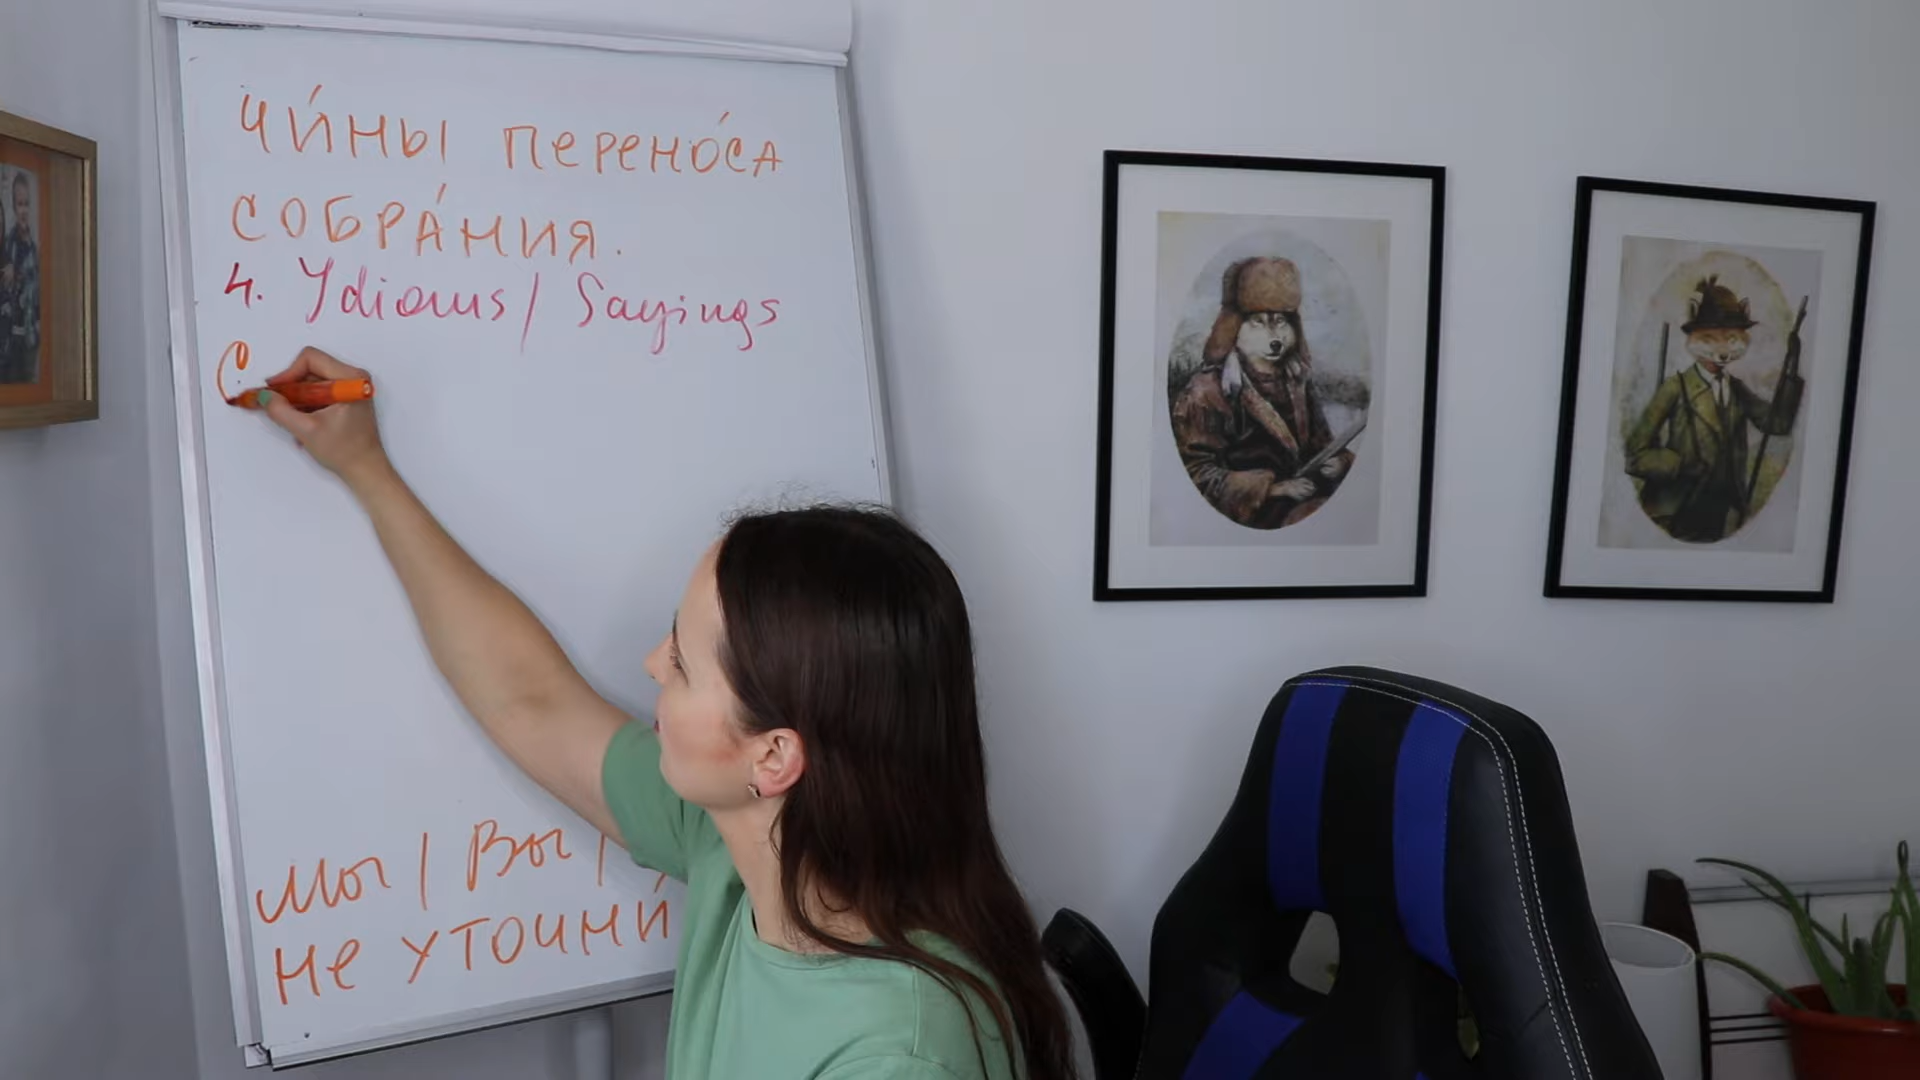 чи́ны перено́са
собра́ния.
4. Ydioms / Sayings
С
Мы / Вы /
не уточни́